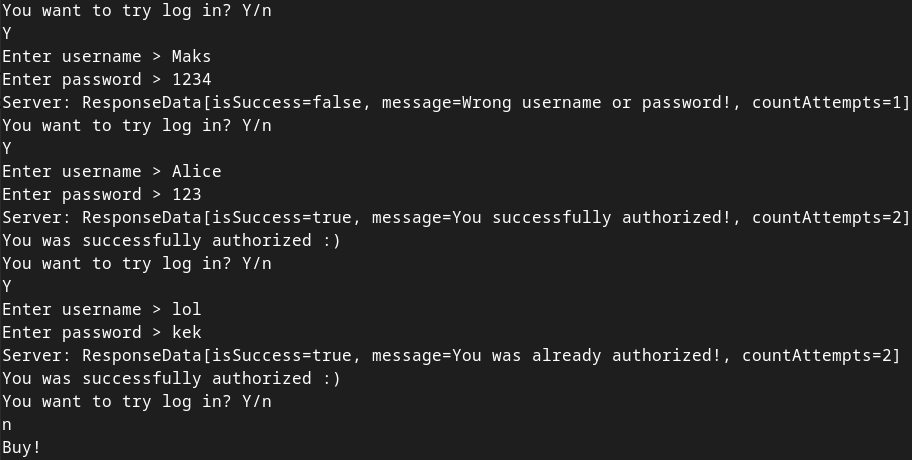 You want to try log in? Y/n
Y
Enter username > Maks
Enter password > 1234
Server: ResponseData[isSuccess=false, message=Wrong username or password!, countAttempts=1]
You want to try log in? Y/n
Y
Enter username > Alice
Enter password > 123
Server: ResponseData[isSuccess=true, message=You successfully authorized!, countAttempts=2]
You was successfully authorized :)
You want to try log in? Y/n
Y
Enter username > lol
Enter password > kek
Server: ResponseData[isSuccess=true, message=You was already authorized!, countAttempts=2]
You was successfully authorized :)
You want to try log in? Y/n
n
Buy!